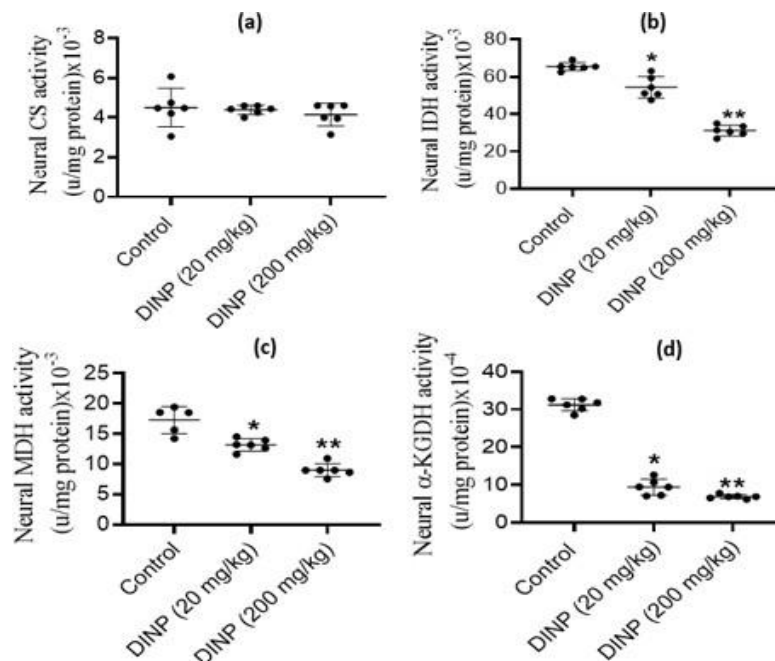 (a)
Neural CS activity
(u/mg protein)x10⁻³
8
6
4
2
0
Control
DINP (20 mg/kg)
DINP (200 mg/kg)
(b)
Neural IDH activity
(u/mg protein)x10⁻³
80
60
40
20
0
*
**
Control
DINP (20 mg/kg)
DINP (200 mg/kg)
(c)
Neural MDH activity
(u/mg protein)x10⁻³
25
20
15
10
5
0
*
**
Control
DINP (20 mg/kg)
DINP (200 mg/kg)
(d)
Neural α-KGDH activity
(u/mg protein)x10⁻⁴
40
30
20
10
0
*
**
Control
DINP (20 mg/kg)
DINP (200 mg/kg)